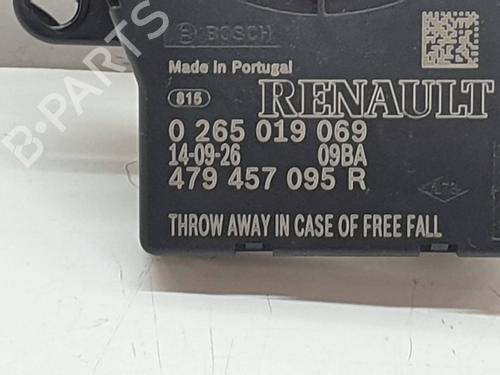 BOSCH
Made in Portugal
815
RENAULT
0 265 019 069
14-09-26 09BA
479 457 095 R
THROW AWAY IN CASE OF FREE FALL
B-PARTS